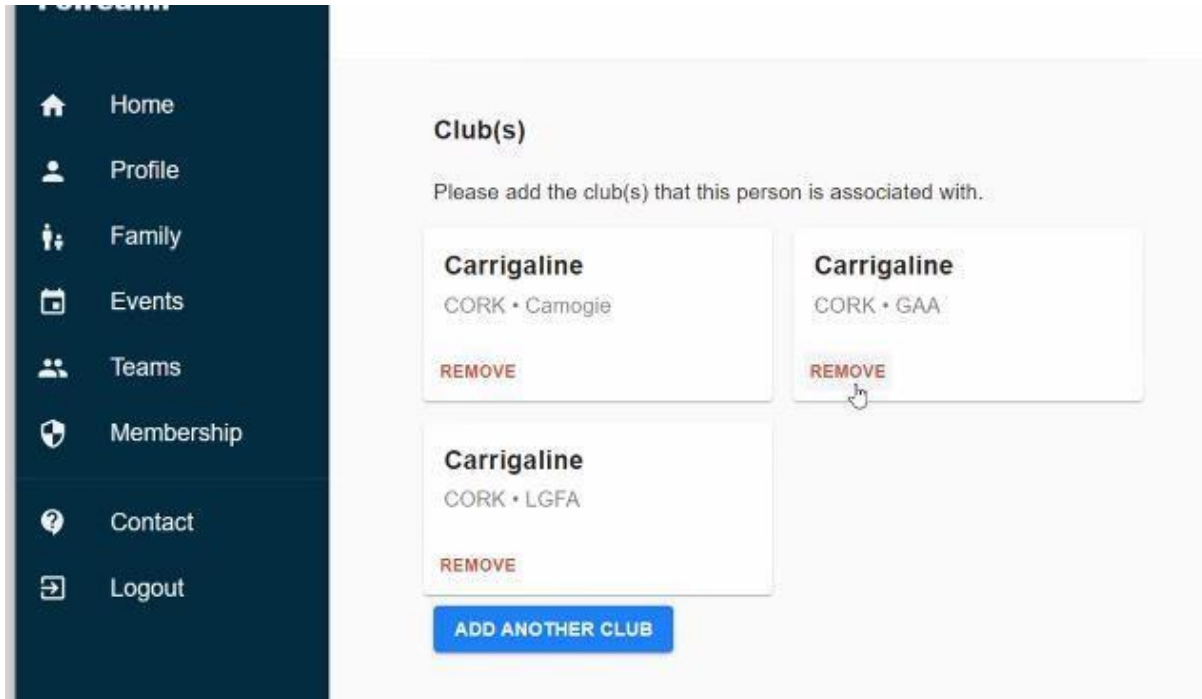 Home
Profile
Family
Events
Teams
Membership
Contact
Logout
Club(s)
Please add the club(s) that this person is associated with.
Carrigaline
CORK • Camogie
REMOVE
Carrigaline
CORK • GAA
REMOVE
Carrigaline
CORK • LGFA
REMOVE
ADD ANOTHER CLUB